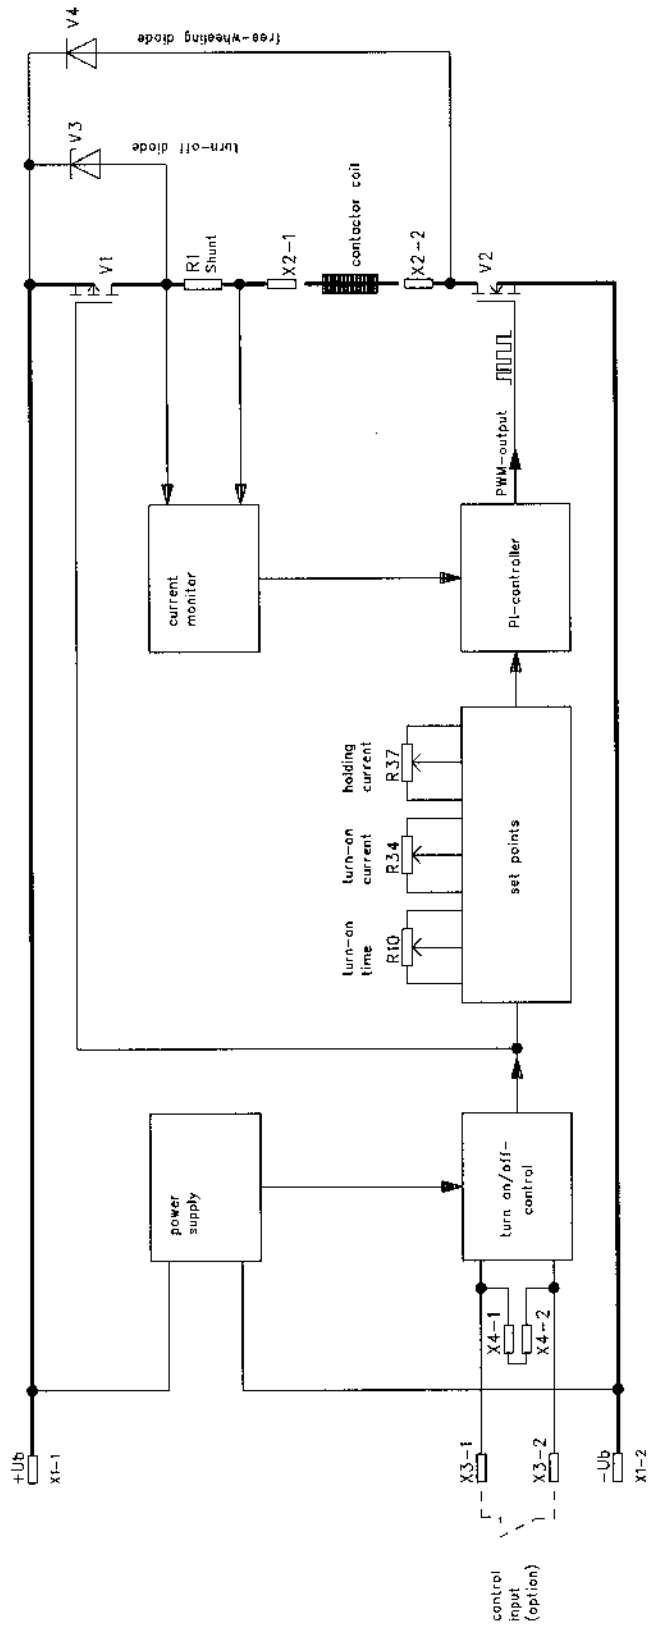 +Ub
X1-1
control
input
(option)
X3-1
X3-2
-Ub
X1-2
X4-1
X4-2
power
supply
turn on/off-
control
turn-on
time
R10
turn-on
current
R34
holding
current
R37
set points
current
monitor
PI-controller
PWM-output
V1
R1
Shunt
X2-1
contactor coil
X2-2
V2
V3
turn-off diode
V4
free-wheeling diode